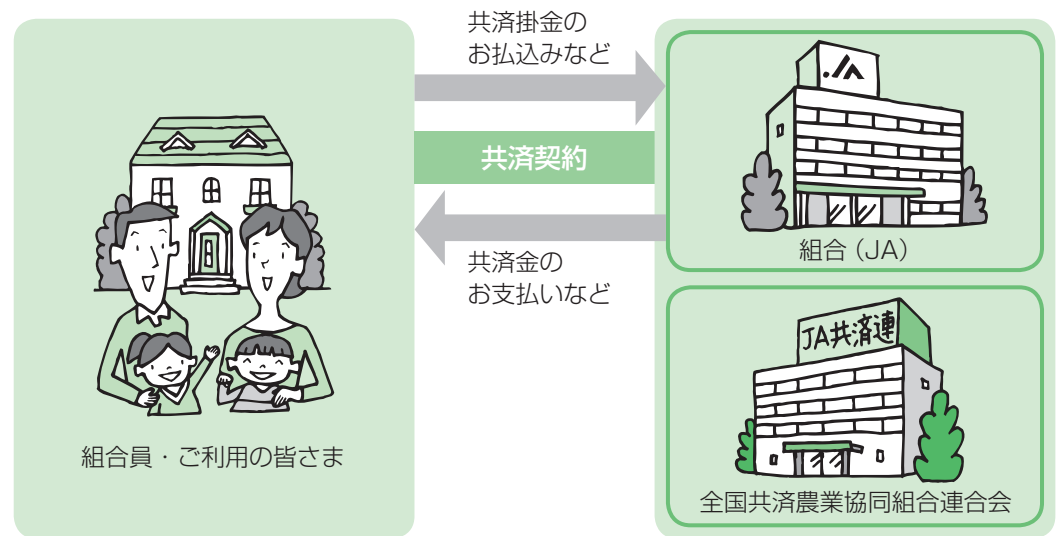 共済掛金の
お払込みなど
共済契約
共済金の
お支払いなど
組合員・ご利用の皆さま
組合（JA）
JA共済連
全国共済農業協同組合連合会